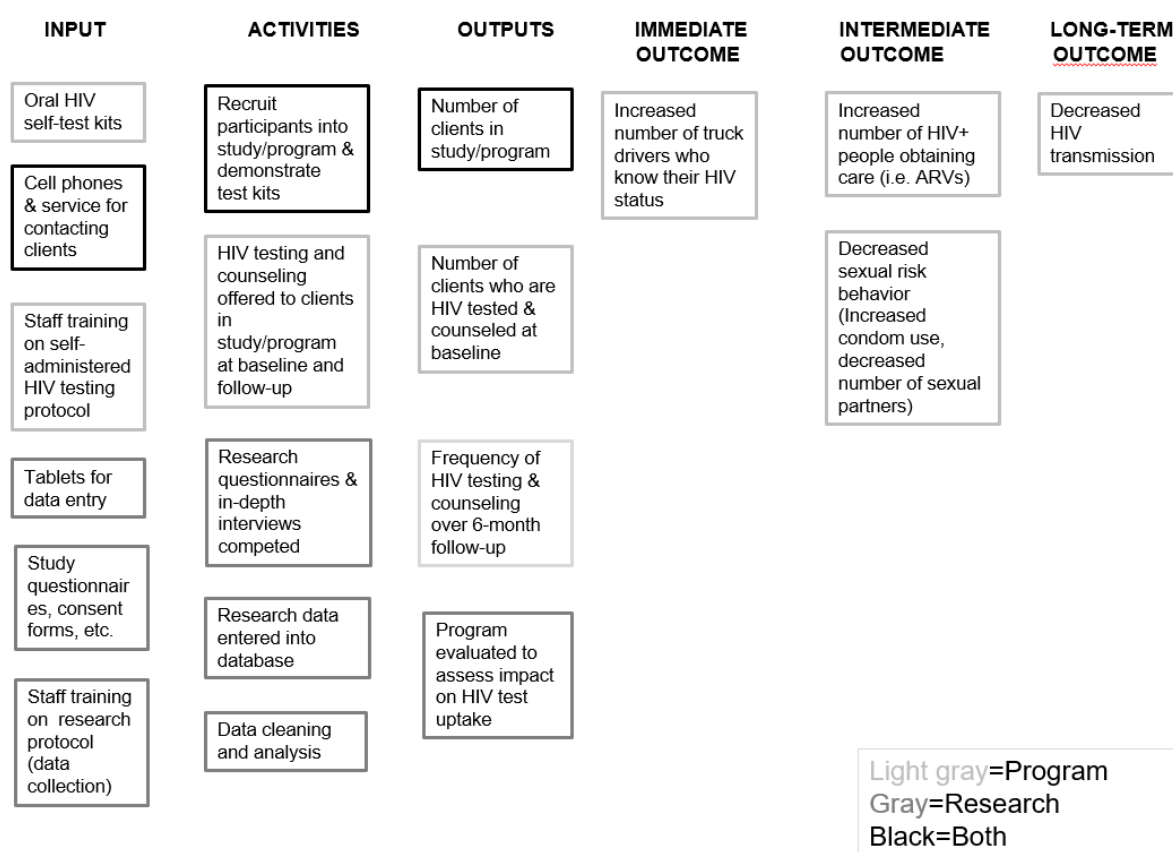 INPUT
ACTIVITIES
OUTPUTS
IMMEDIATE
OUTCOME
INTERMEDIATE
OUTCOME
LONG-TERM
OUTCOME
Oral HIV
self-test kits
Cell phones
& service for
contacting
clients
Staff training
on self-
administered
HIV testing
protocol
Tablets for
data entry
Study
questionnair
es, consent
forms, etc.
Staff training
on research
protocol
(data
collection)
Recruit
participants into
study/program &
demonstrate
test kits
HIV testing and
counseling
offered to clients
in
study/program
at baseline and
follow-up
Research
questionnaires &
in-depth
interviews
competed
Research data
entered into
database
Data cleaning
and analysis
Number of
clients in
study/program
Number of
clients who are
HIV tested &
counseled at
baseline
Frequency of
HIV testing &
counseling
over 6-month
follow-up
Program
evaluated to
assess impact
on HIV test
uptake
Increased
number of truck
drivers who
know their HIV
status
Increased
number of HIV+
people obtaining
care (i.e. ARVs)
Decreased
sexual risk
behavior
(Increased
condom use,
decreased
number of sexual
partners)
Decreased
HIV
transmission
Light gray=Program
Gray=Research
Black=Both